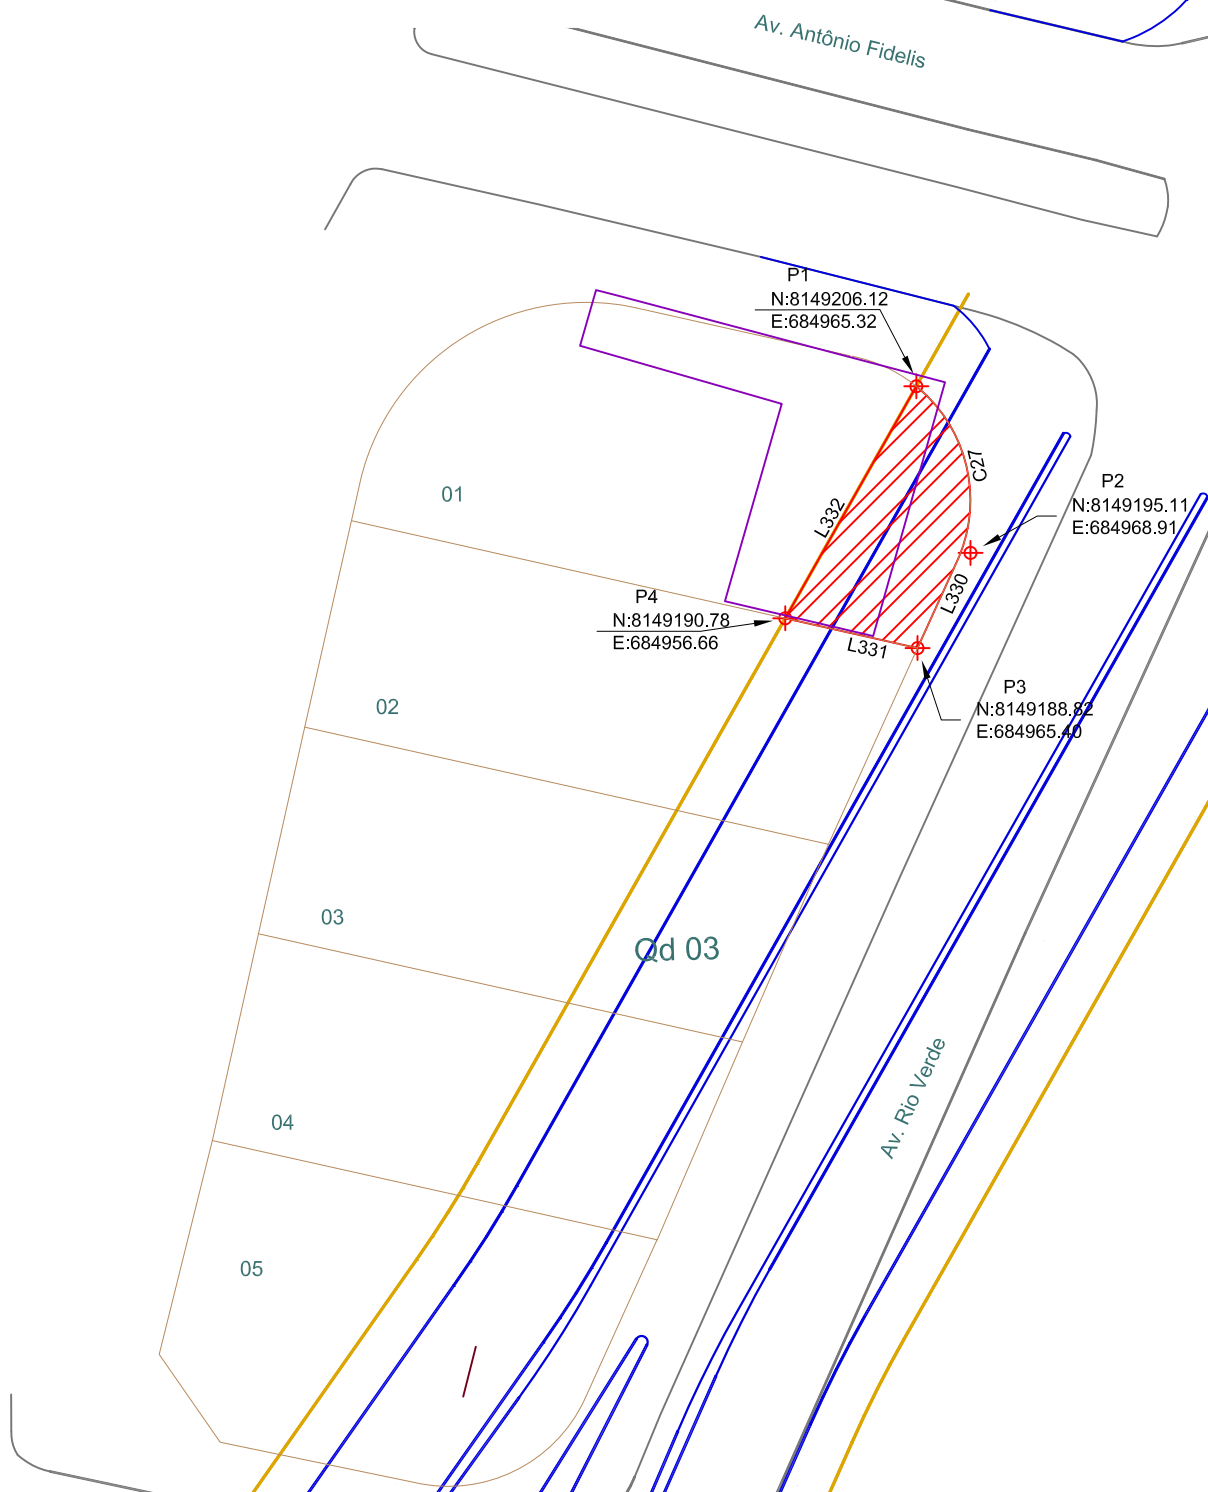 Av. Antônio Fidelis
P1
N:8149206.12
E:684965.32
C27
P2
N:8149195.11
E:684968.91
01
L332
L330
P4
N:8149190.78
E:684956.66
L331
P3
N:8149188.82
E:684965.40
02
03
Qd 03
Av. Rio Verde
04
05